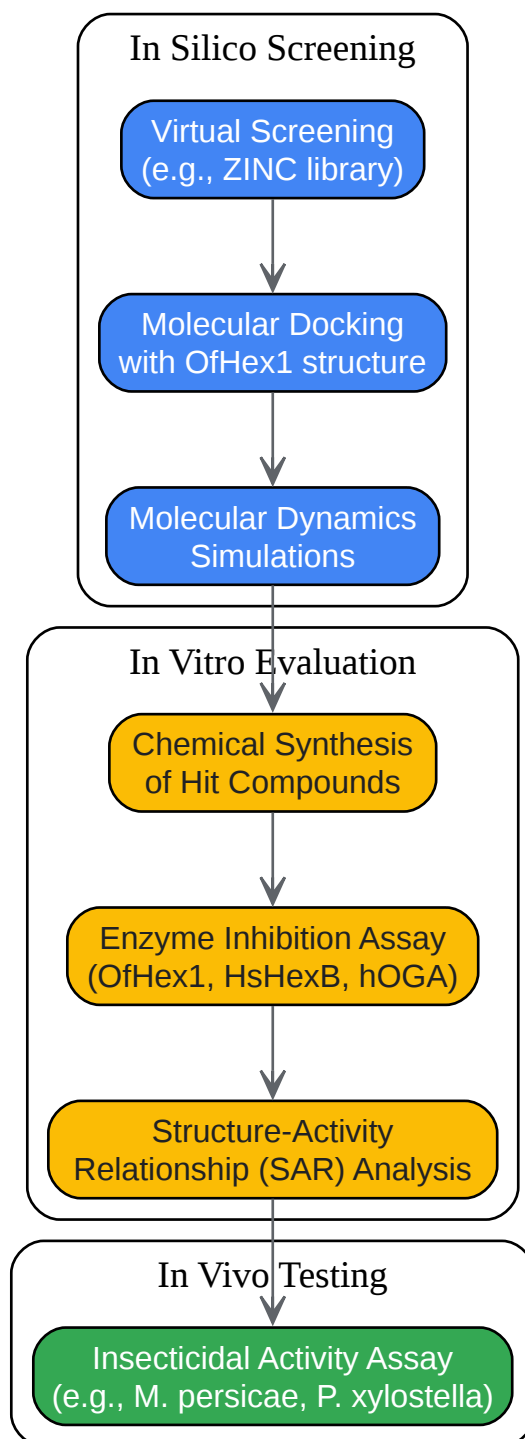 In Silico Screening
Virtual Screening
(e.g., ZINC library)
Molecular Docking
with OfHex1 structure
Molecular Dynamics
Simulations
In Vitro Evaluation
Chemical Synthesis
of Hit Compounds
Enzyme Inhibition Assay
(OfHex1, HsHexB, hOGA)
Structure-Activity
Relationship (SAR) Analysis
In Vivo Testing
Insecticidal Activity Assay
(e.g., M. persicae, P. xylostella)